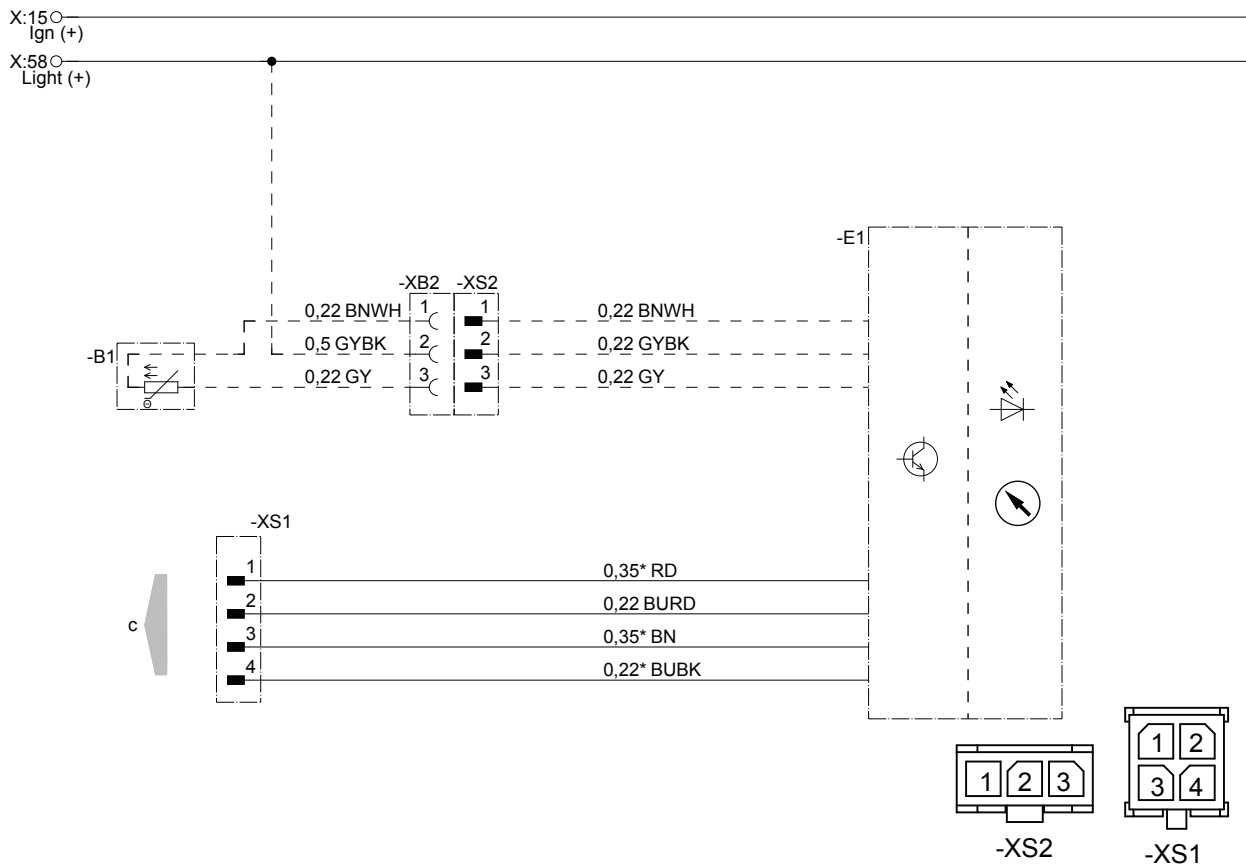 X:15
Ign (+)
X:58
Light (+)
-E1
-XB2 -XS2
0,22 BNWH 1 1 0,22 BNWH
-B1 0,5 GYBK 2 2 0,22 GYBK
0,22 GY 3 3 0,22 GY
Θ
-XS1
1 0,35* RD
2 0,22 BURD
c
3 0,35* BN
4 0,22* BUBK
1 2
1 2 3
3 4
-XS2
-XS1